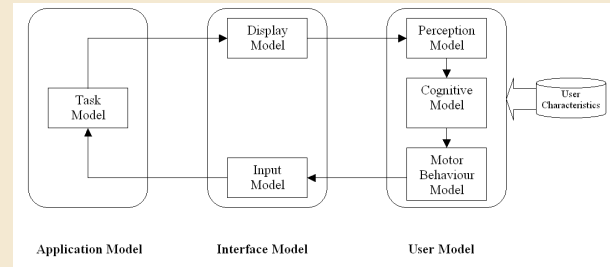 Display
Model
Perception
Model
Task
Model
Cognitive
Model
User
Characteristics
Input
Model
Motor
Behaviour
Model
Application Model
Interface Model
User Model